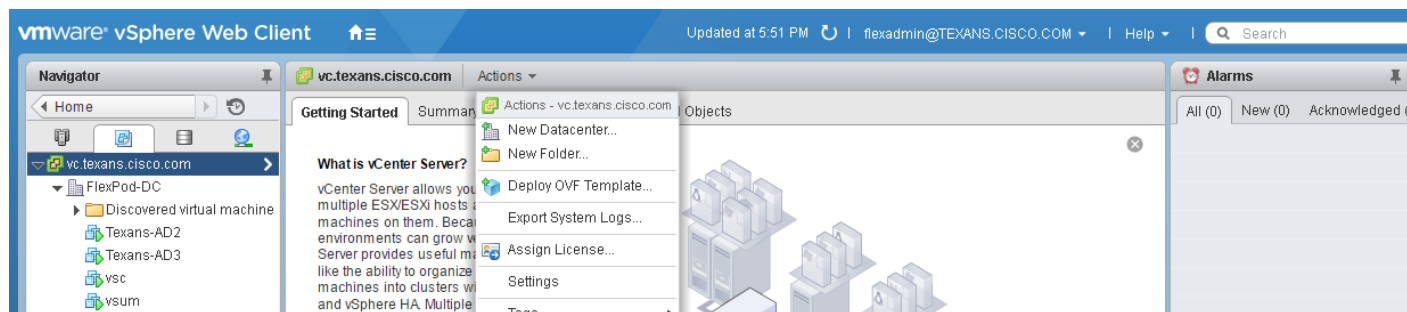 vmware® vSphere Web Client
Updated at 5:51 PM | flexadmin@TEXANS.CISCO.COM | Help | Search
Navigator
Home
vc.texans.cisco.com
FlexPod-DC
Discovered virtual machine
Texans-AD2
Texans-AD3
vsc
vsum
vc.texans.cisco.com Actions
Getting Started Summary Objects
What is vCenter Server?
vCenter Server allows you
multiple ESX/ESXi hosts
machines on them.
environments can grow
Server provides useful
like the ability to organize
machines into clusters
and vSphere HA. Multiple
Actions - vc.texans.cisco.com
New Datacenter...
New Folder...
Deploy OVF Template...
Export System Logs...
Assign License...
Settings
Alarms
All (0) New (0) Acknowledged (